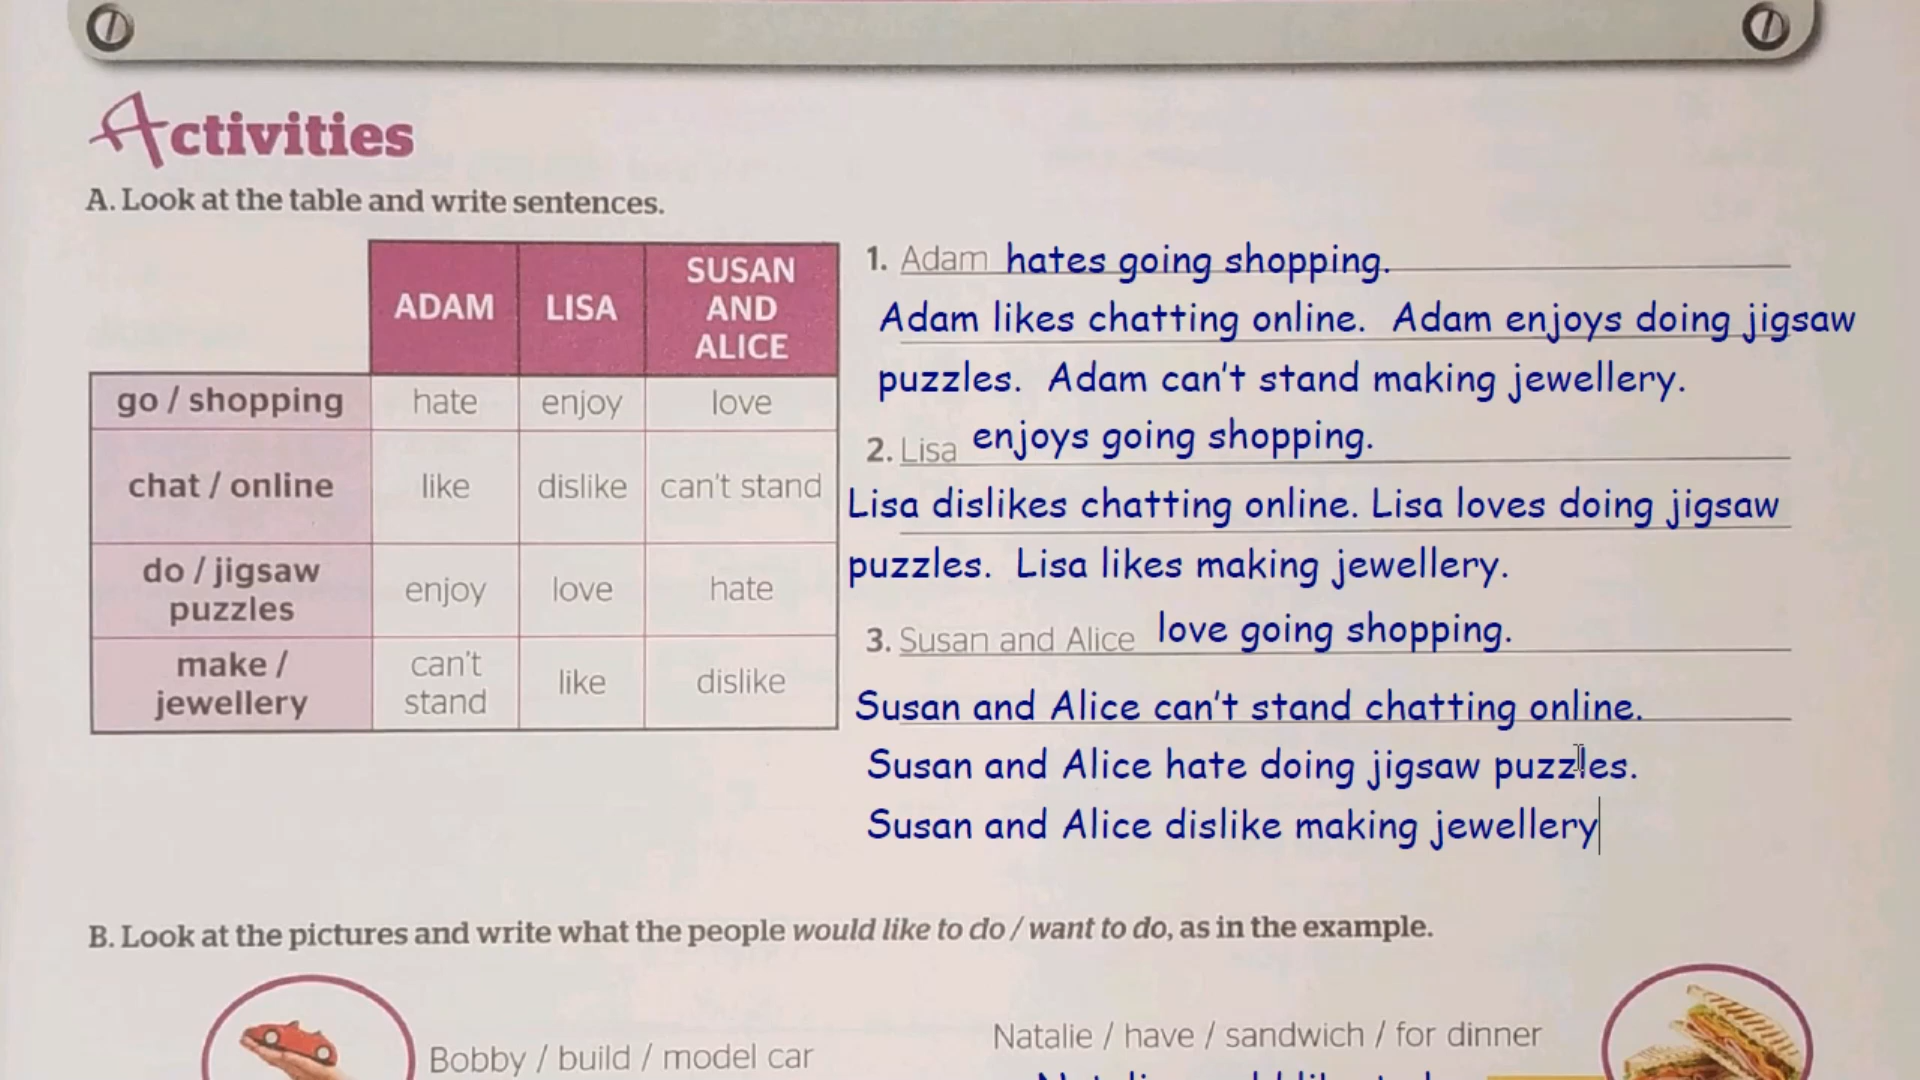 Activities
A. Look at the table and write sentences.
ADAM LISA SUSAN AND ALICE
go / shopping hate enjoy love
chat / online like dislike can't stand
do / jigsaw puzzles enjoy love hate
make / jewellery can't stand like dislike
1. Adam hates going shopping.
Adam likes chatting online. Adam enjoys doing jigsaw
puzzles. Adam can't stand making jewellery.
2. Lisa enjoys going shopping.
Lisa dislikes chatting online. Lisa loves doing jigsaw
puzzles. Lisa likes making jewellery.
3. Susan and Alice love going shopping.
Susan and Alice can't stand chatting online.
Susan and Alice hate doing jigsaw puzzles.
Susan and Alice dislike making jewellery
B. Look at the pictures and write what the people would like to do / want to do, as in the example.
Bobby / build / model car
Natalie / have / sandwich / for dinner